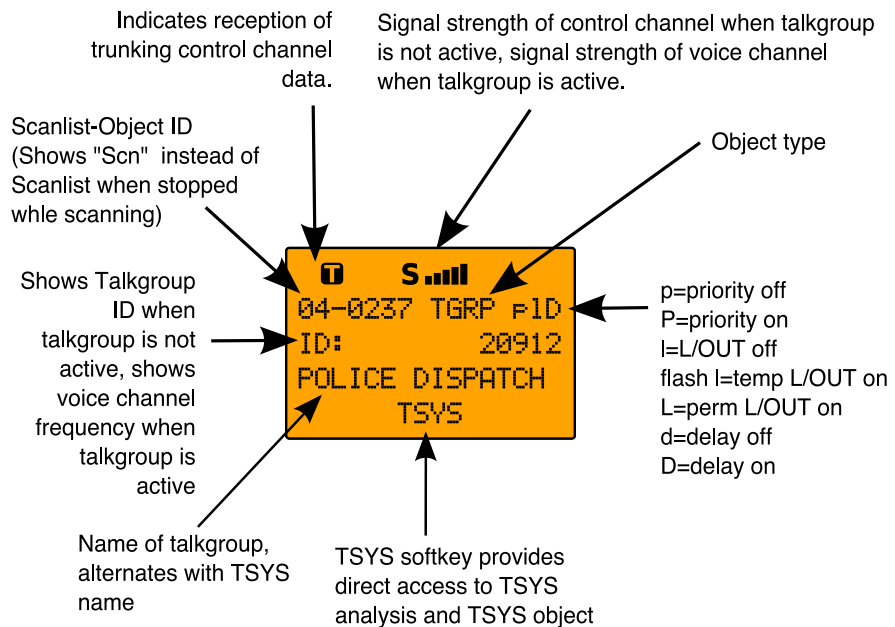 Indicates reception of
trunking control channel
data.
Signal strength of control channel when talkgroup
is not active, signal strength of voice channel
when talkgroup is active.
Scanlist-Object ID
(Shows "Scn"  instead of
Scanlist when stopped
whle scanning)
Object type
Shows Talkgroup
ID when
talkgroup is not
active, shows
voice channel
frequency when
talkgroup is
active
T S
04-0237 TGRP plD
ID: 20912
POLICE DISPATCH
TSYS
p=priority off
P=priority on
l=L/OUT off
flash l=temp L/OUT on
L=perm L/OUT on
d=delay off
D=delay on
Name of talkgroup,
alternates with TSYS
name
TSYS softkey provides
direct access to TSYS
analysis and TSYS object